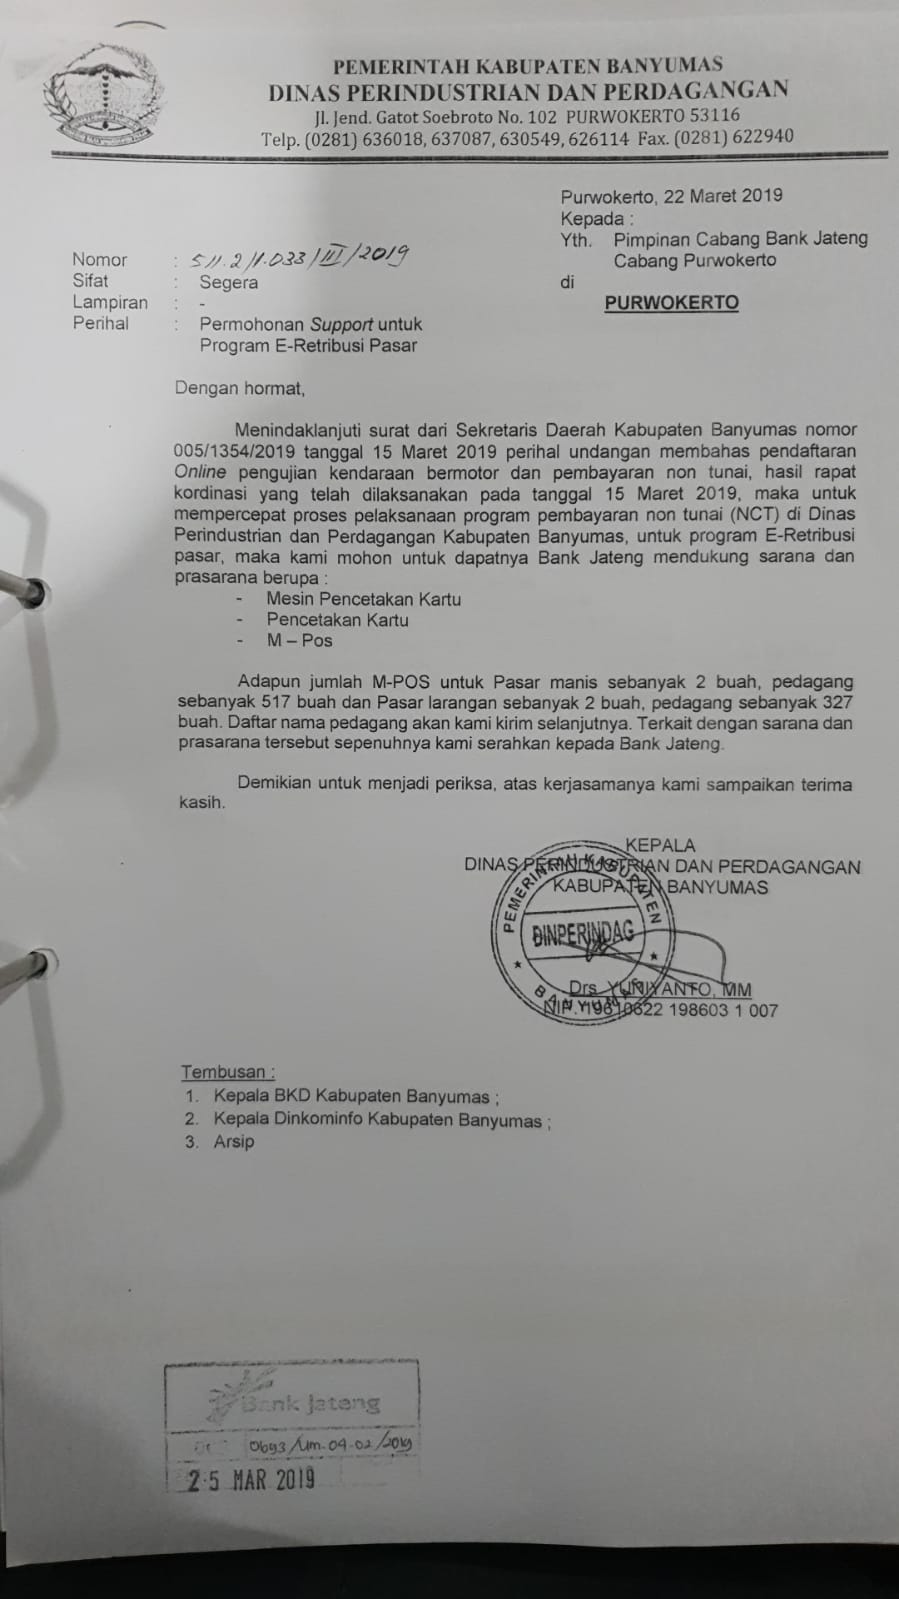 PEMERINTAH KABUPATEN BANYUMAS
DINAS PERINDUSTRIAN DAN PERDAGANGAN
Jl. Jend. Gatot Soebroto No. 102 PURWOKERTO 53116
Telp. (0281) 636018, 637087, 630549, 626114 Fax. (0281) 622940
Purwokerto, 22 Maret 2019
Kepada :
Yth. Pimpinan Cabang Bank Jateng
Cabang Purwokerto
di
PURWOKERTO
Nomor : 511.2/1.033/III/2019
Sifat : Segera
Lampiran : -
Perihal : Permohonan Support untuk
Program E-Retribusi Pasar
Dengan hormat,
Menindaklanjuti surat dari Sekretaris Daerah Kabupaten Banyumas nomor
005/1354/2019 tanggal 15 Maret 2019 perihal undangan membahas pendaftaran
Online pengujian kendaraan bermotor dan pembayaran non tunai, hasil rapat
kordinasi yang telah dilaksanakan pada tanggal 15 Maret 2019, maka untuk
mempercepat proses pelaksanaan program pembayaran non tunai (NCT) di Dinas
Perindustrian dan Perdagangan Kabupaten Banyumas, untuk program E-Retribusi
pasar, maka kami mohon untuk dapatnya Bank Jateng mendukung sarana dan
prasarana berupa :
- Mesin Pencetakan Kartu
- Pencetakan Kartu
- M – Pos
Adapun jumlah M-POS untuk Pasar manis sebanyak 2 buah, pedagang
sebanyak 517 buah dan Pasar larangan sebanyak 2 buah, pedagang sebanyak 327
buah. Daftar nama pedagang akan kami kirim selanjutnya. Terkait dengan sarana dan
prasarana tersebut sepenuhnya kami serahkan kepada Bank Jateng.
Demikian untuk menjadi periksa, atas kerjasamanya kami sampaikan terima
kasih.
KEPALA
DINAS PERINDUSTRIAN DAN PERDAGANGAN
KABUPATEN BANYUMAS
PEMERINTAH KABUPATEN
DINPERINDAG
BANYUMAS
Drs. YUNIYANTO, MM
NIP. 19610622 198603 1 007
Tembusan :
1. Kepala BKD Kabupaten Banyumas ;
2. Kepala Dinkominfo Kabupaten Banyumas ;
3. Arsip
Bank Jateng
0693/Um.04.02/2019
25 MAR 2019